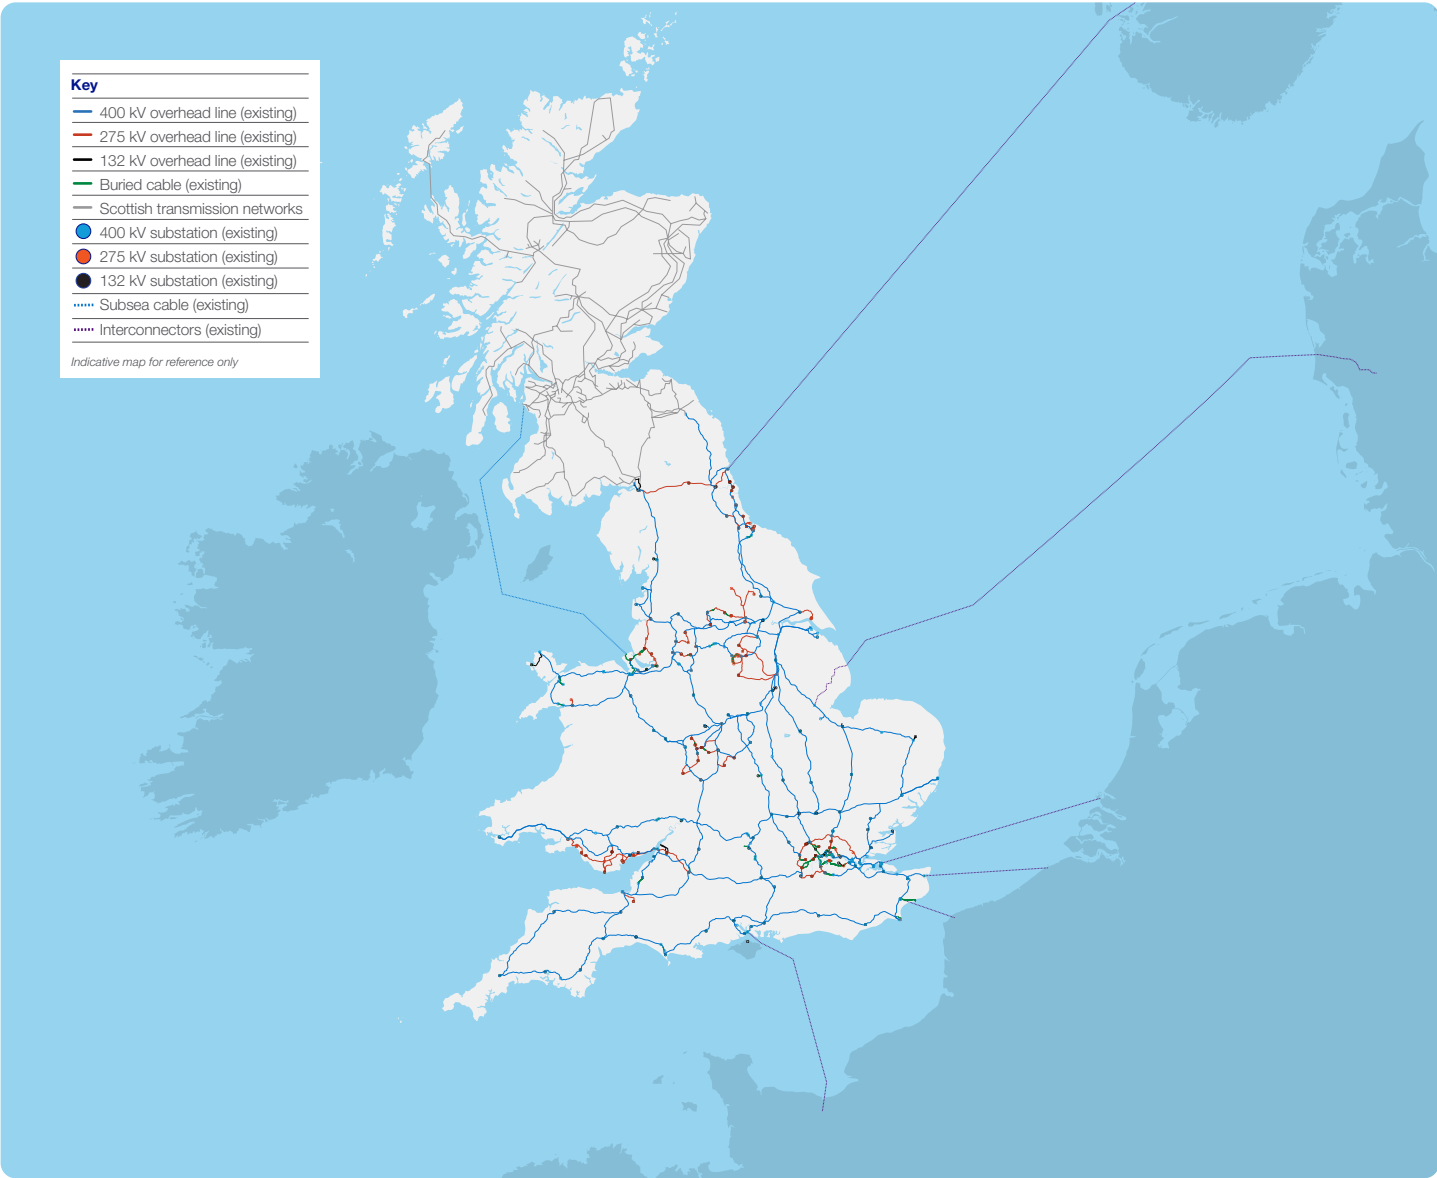 Key
400 kV overhead line (existing)
275 kV overhead line (existing)
132 kV overhead line (existing)
Buried cable (existing)
Scottish transmission networks
400 kV substation (existing)
275 kV substation (existing)
132 kV substation (existing)
Subsea cable (existing)
Interconnectors (existing)
Indicative map for reference only